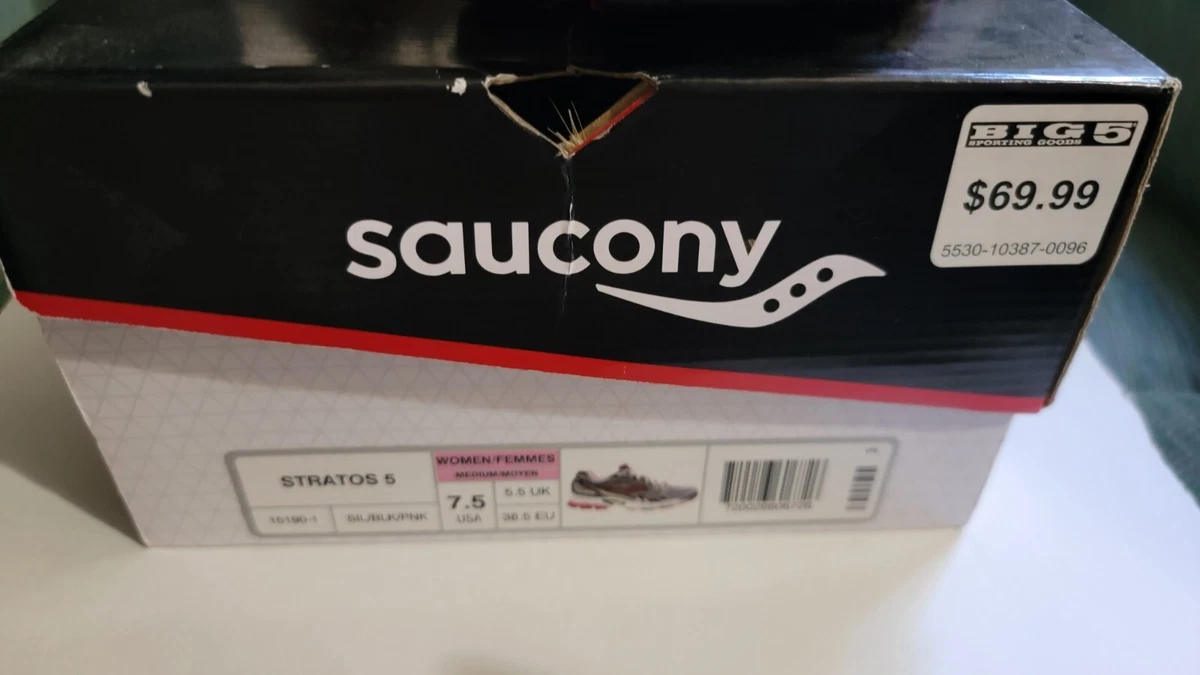 BIG 5
SPORTING GOODS
$69.99
5530-10387-0096
saucony
STRATOS 5
WOMEN/FEMMES
MEDIUM/MOYEN
7.5
USA
5.5 UK
38.5 EU
15190-1
SIL/BLK/PNK